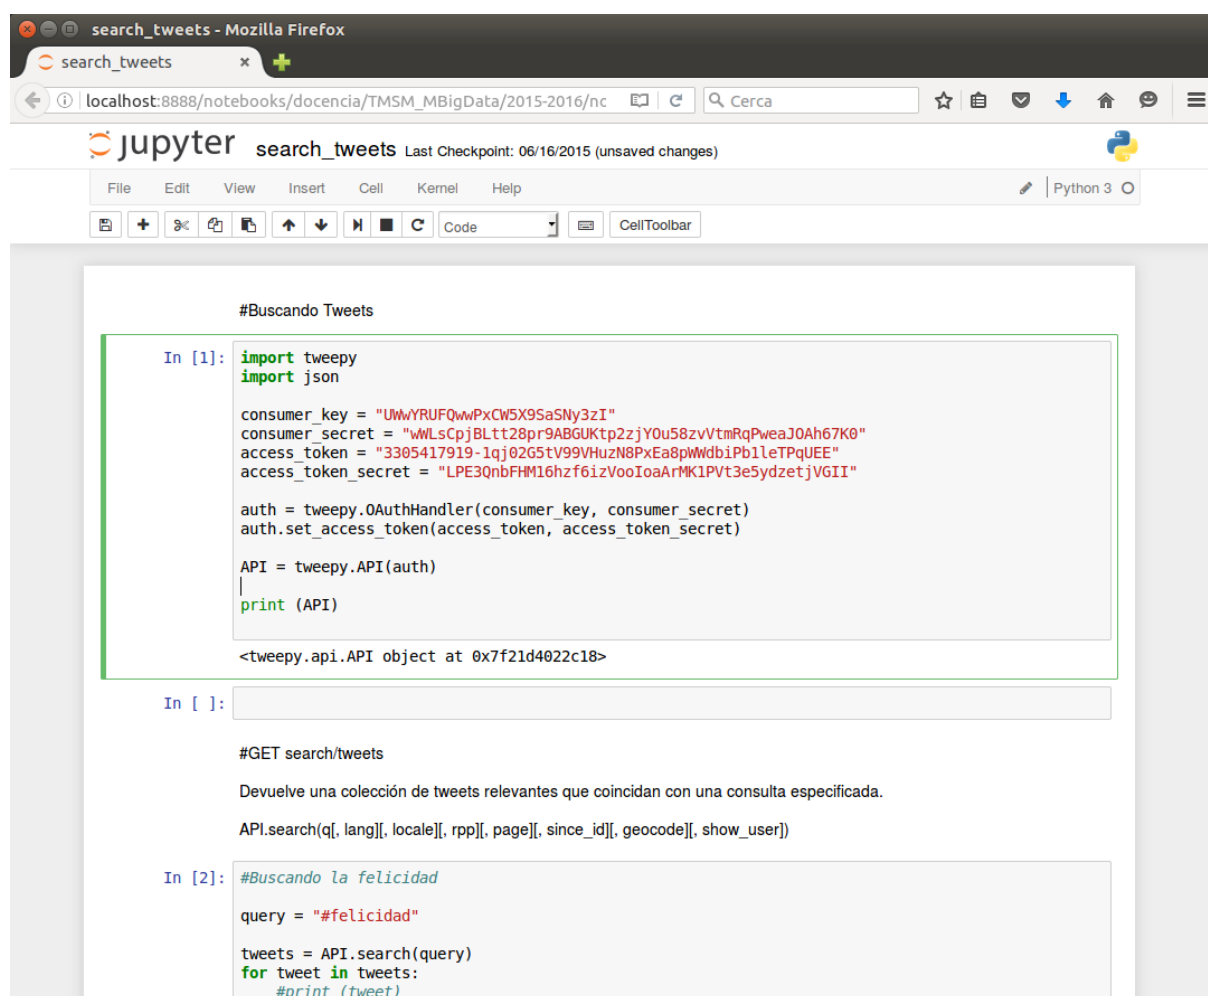 search_tweets - Mozilla Firefox
search_tweets
localhost:8888/notebooks/docencia/TMSM_MBigData/2015-2016/nc
Cerca
jupyter search_tweets Last Checkpoint: 06/16/2015 (unsaved changes)
File Edit View Insert Cell Kernel Help Python 3
Code CellToolbar
#Buscando Tweets
In [1]: import tweepy
import json
consumer_key = "UWwYRUFQwwPxCW5X9SaSNy3zI"
consumer_secret = "wWLsCpjBLtt28pr9ABGUKtp2zjYOu58zvVtmRqPweaJOAh67K0"
access_token = "3305417919-1qj02G5tV99VHuzN8PxEa8pWWdbiPb1leTPqUEE"
access_token_secret = "LPE3QnbFHM16hzf6izVooIoaArMK1PVt3e5ydzetjVGII"
auth = tweepy.OAuthHandler(consumer_key, consumer_secret)
auth.set_access_token(access_token, access_token_secret)
API = tweepy.API(auth)
print (API)
<tweepy.api.API object at 0x7f21d4022c18>
In [ ]:
#GET search/tweets
Devuelve una colección de tweets relevantes que coincidan con una consulta especificada.
API.search(q[, lang][, locale][, rpp][, page][, since_id][, geocode][, show_user])
In [2]: #Buscando la felicidad
query = "#felicidad"
tweets = API.search(query)
for tweet in tweets:
#print (tweet)